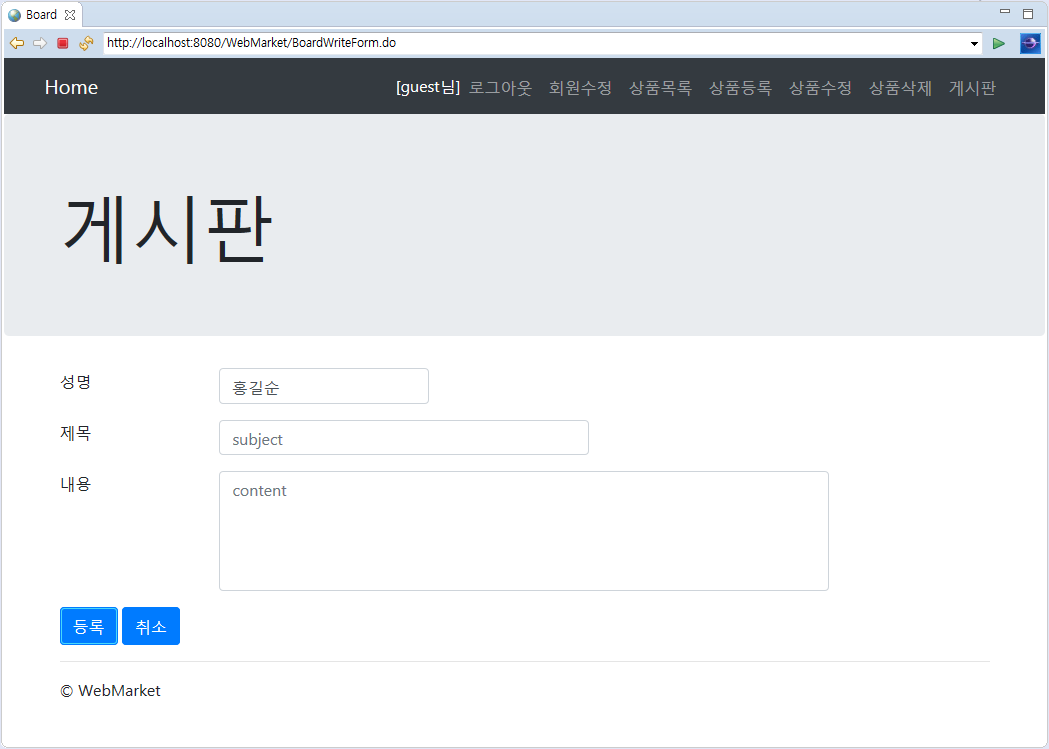 Board
http://localhost:8080/WebMarket/BoardWriteForm.do
Home [guest님] 로그아웃 회원수정 상품목록 상품등록 상품수정 상품삭제 게시판
게시판
성명 홍길순
제목 subject
내용 content
등록 취소
© WebMarket